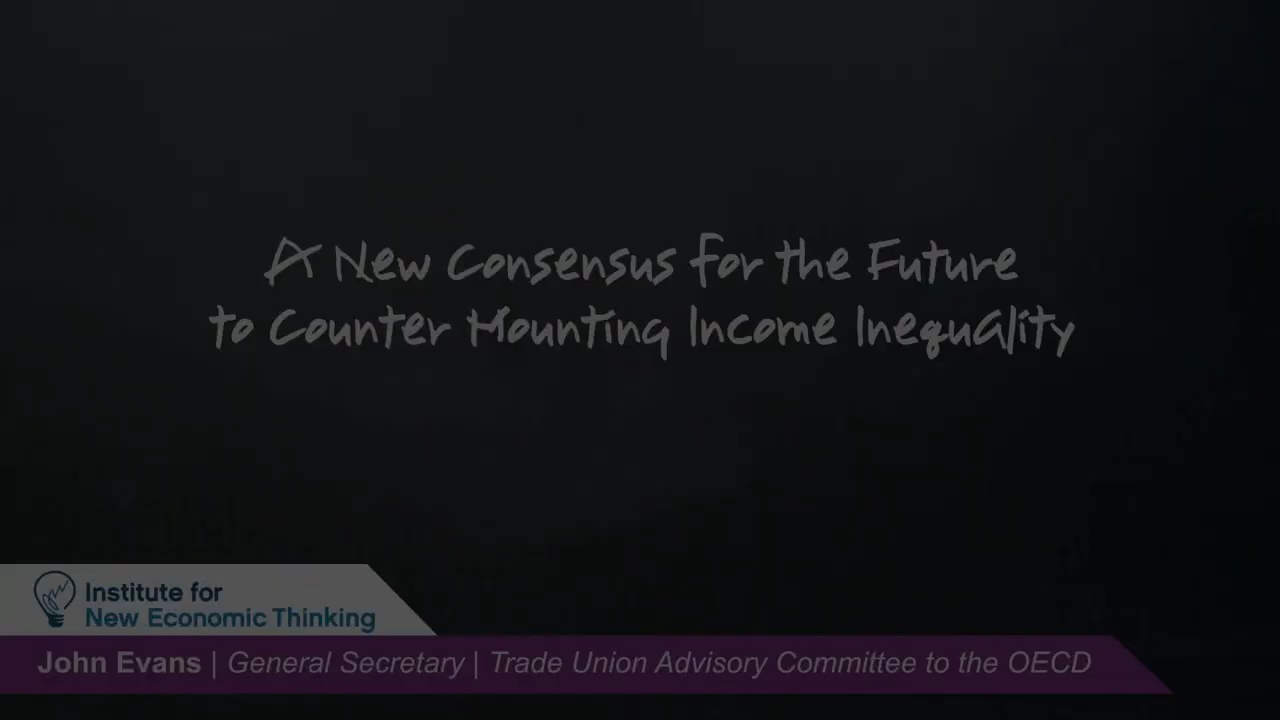 A New Consensus for the Future
to Counter Mounting Income Inequality
Institute for
New Economic Thinking
John Evans | General Secretary | Trade Union Advisory Committee to the OECD